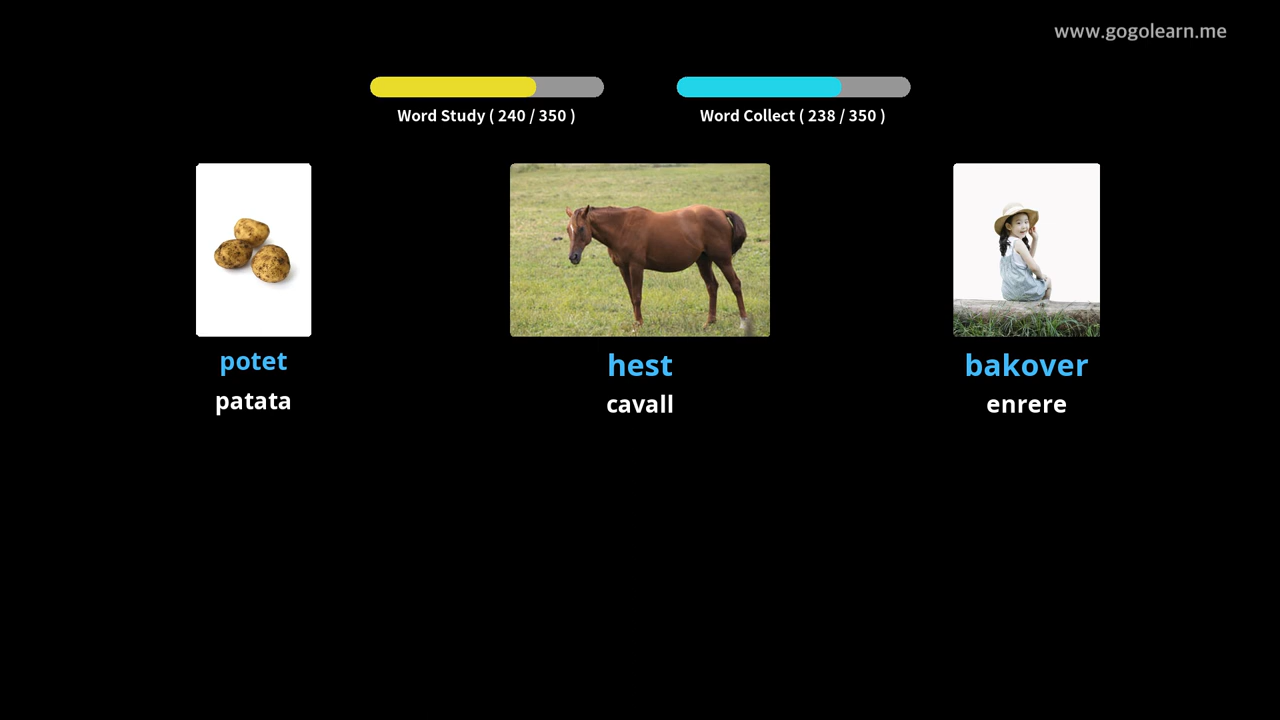 www.gogolearn.me
Word Study ( 240 / 350 )
Word Collect ( 238 / 350 )
potet
patata
hest
cavall
bakover
enrere